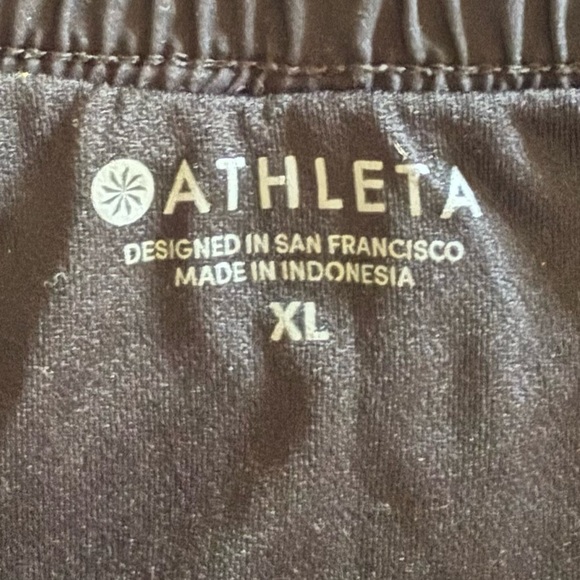 ATHLETA
DESIGNED IN SAN FRANCISCO
MADE IN INDONESIA
XL